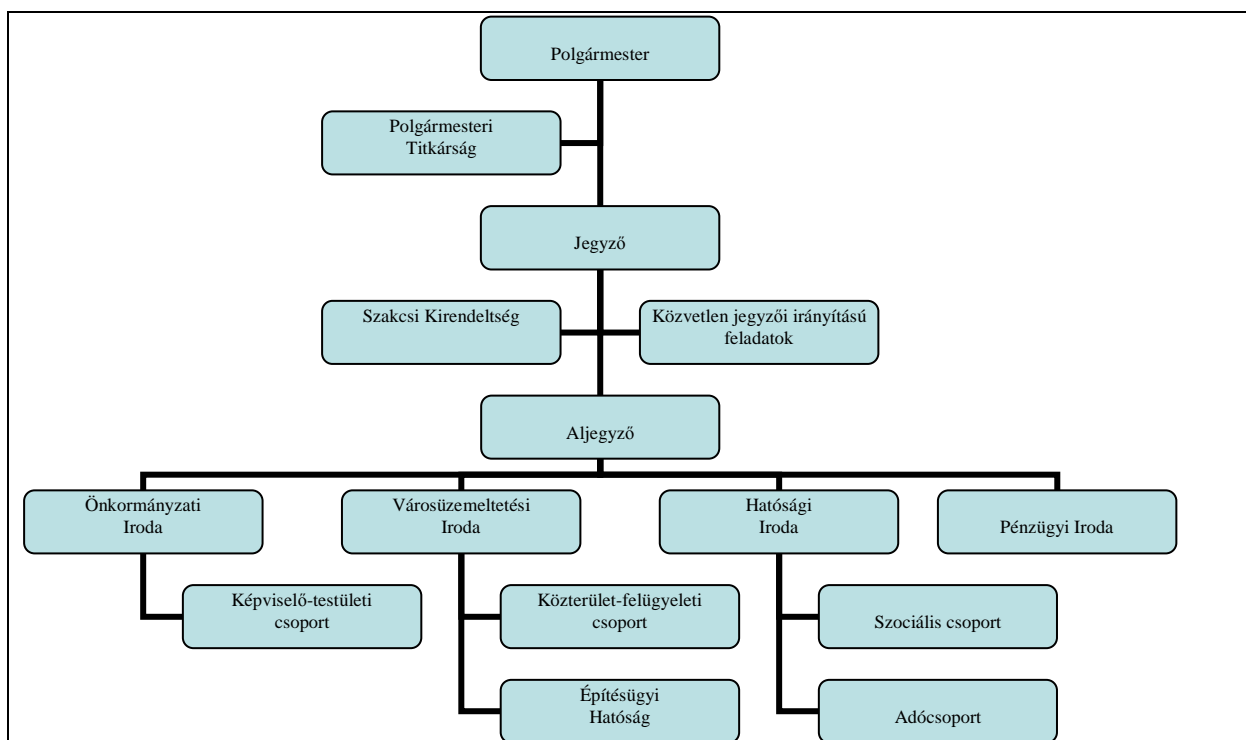 Polgármester
Polgármesteri
Titkárság
Jegyző
Szakcsi Kirendeltség
Közvetlen jegyzői irányítású
feladatok
Aljegyző
Önkormányzati
Iroda
Városüzemeltetési
Iroda
Hatósági
Iroda
Pénzügyi Iroda
Képviselő-testületi
csoport
Közterület-felügyeleti
csoport
Szociális csoport
Építésügyi
Hatóság
Adócsoport